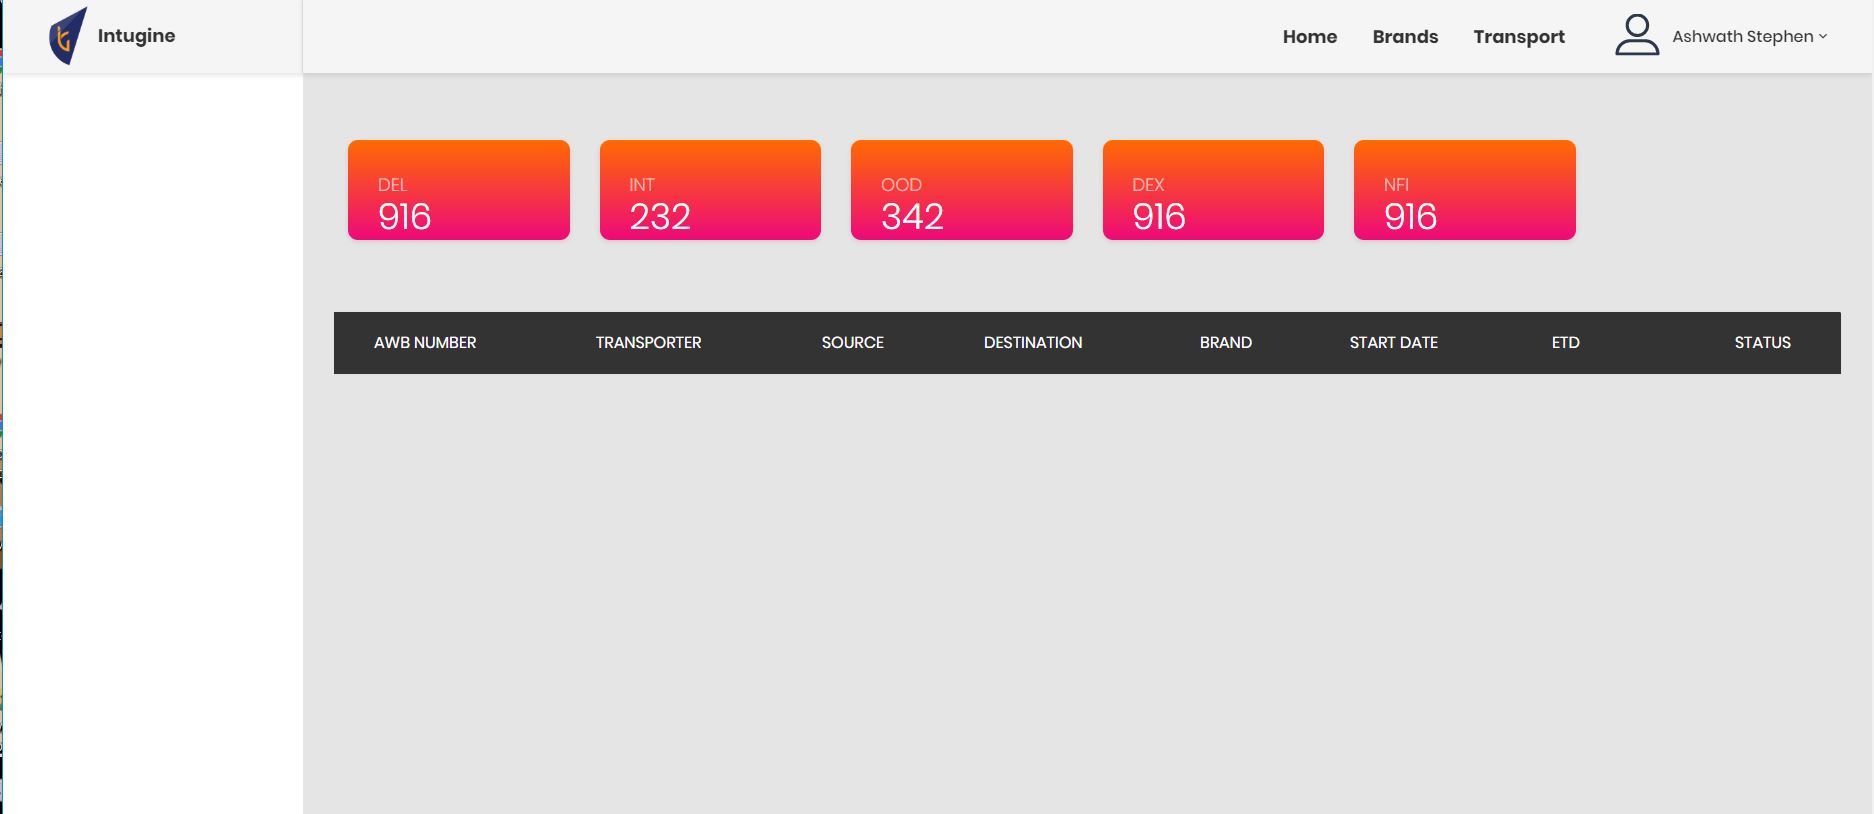 Intugine
Home Brands Transport Ashwath Stephen
DEL INT OOD DEX NFI
916 232 342 916 916
AWB NUMBER TRANSPORTER SOURCE DESTINATION BRAND START DATE ETD STATUS